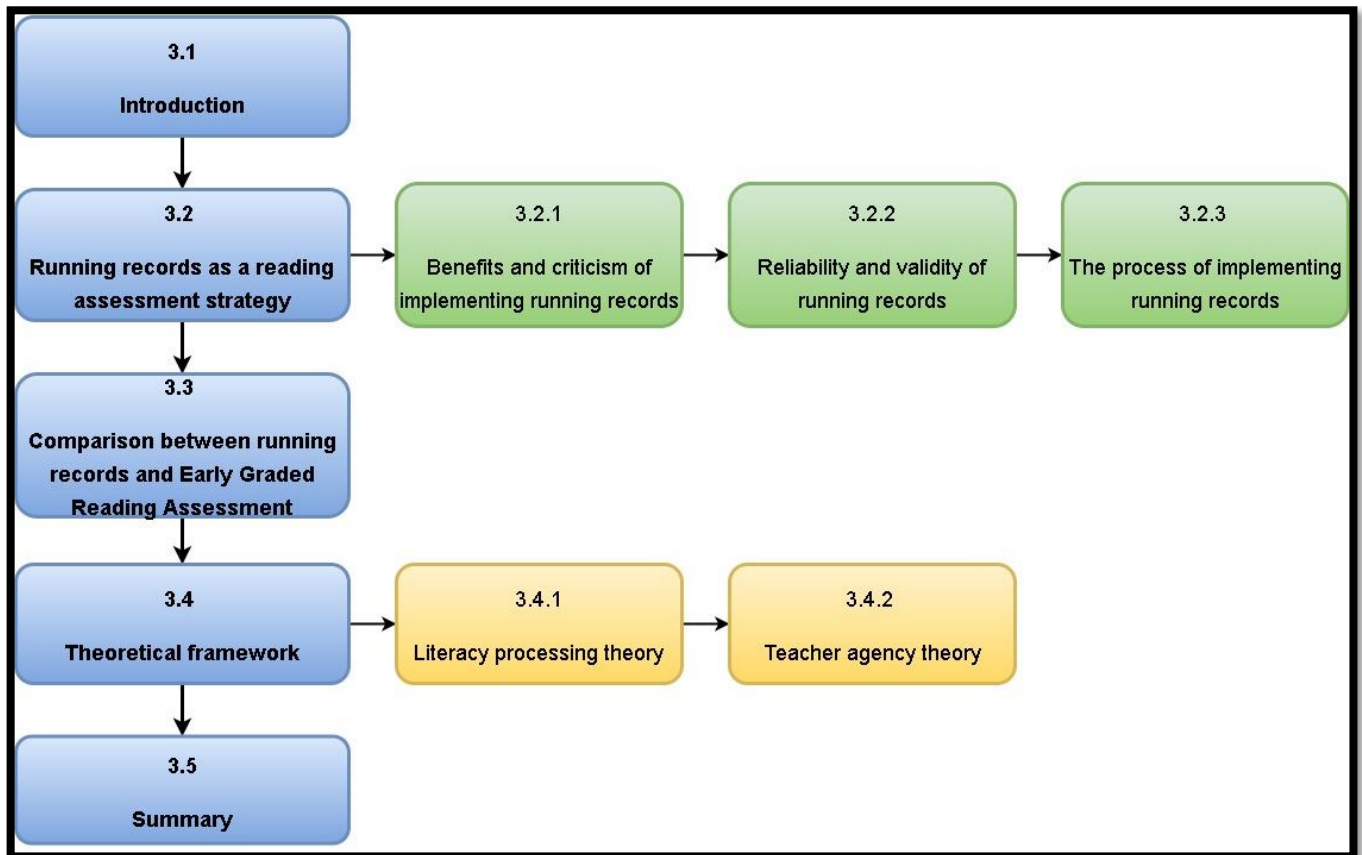 3.1
Introduction
3.2
Running records as a reading
assessment strategy
3.2.1
Benefits and criticism of
implementing running records
3.2.2
Reliability and validity of
running records
3.2.3
The process of implementing
running records
3.3
Comparison between running
records and Early Graded
Reading Assessment
3.4
Theoretical framework
3.4.1
Literacy processing theory
3.4.2
Teacher agency theory
3.5
Summary